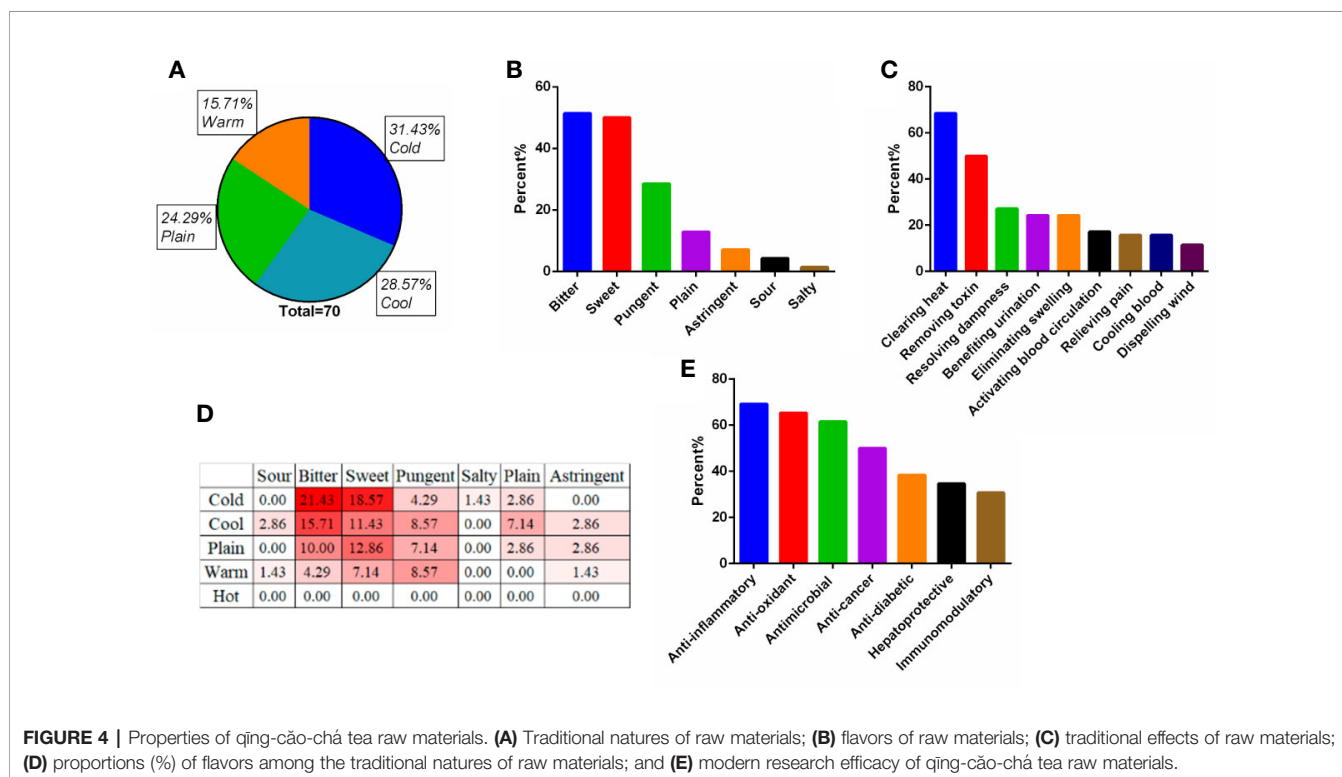 A
15.71%
Warm
31.43%
Cold
24.29%
Plain
28.57%
Cool
Total=70
B
Percent%
60
40
20
0
Bitter
Sweet
Pungent
Plain
Astringent
Sour
Salty
C
Percent%
80
60
40
20
0
Clearing heat
Removing toxin
Resolving dampness
Benefiting urination
Eliminating swelling
Activating blood circulation
Relieving pain
Cooling blood
Dispelling wind
D
Sour Bitter Sweet Pungent Salty Plain Astringent
Cold 0.00 21.43 18.57 4.29 1.43 2.86 0.00
Cool 2.86 15.71 11.43 8.57 0.00 7.14 2.86
Plain 0.00 10.00 12.86 7.14 0.00 2.86 2.86
Warm 1.43 4.29 7.14 8.57 0.00 0.00 1.43
Hot 0.00 0.00 0.00 0.00 0.00 0.00 0.00
E
Percent%
80
60
40
20
0
Anti-inflammatory
Anti-oxidant
Antimicrobial
Anti-cancer
Anti-diabetic
Hepatoprotective
Immunomodulatory
FIGURE 4 | Properties of qīng-cǎo-chá tea raw materials. (A) Traditional natures of raw materials; (B) flavors of raw materials; (C) traditional effects of raw materials;
(D) proportions (%) of flavors among the traditional natures of raw materials; and (E) modern research efficacy of qīng-cǎo-chá tea raw materials.